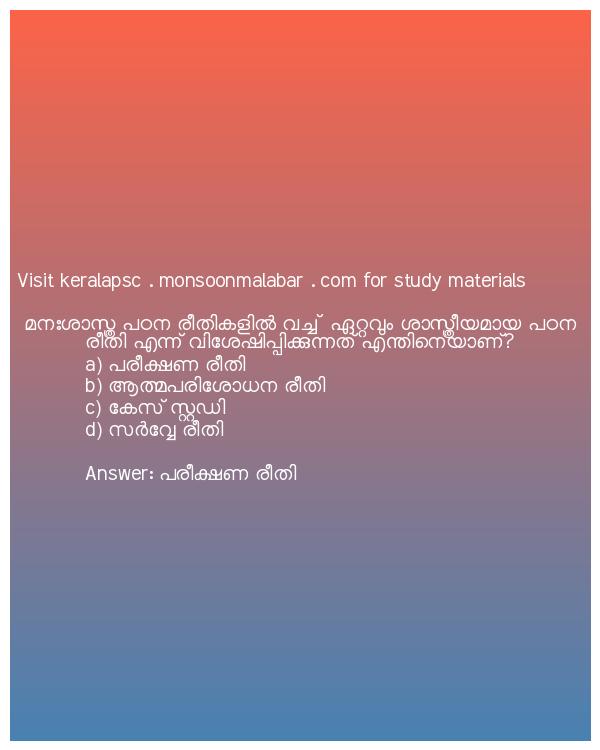 Visit keralapsc . monsoonmalabar . com for study materials
മനഃശാസ്ത്ര പഠന രീതികളിൽ വച്ച് ഏറ്റവും ശാസ്ത്രീയമായ പഠന
രീതി എന്ന് വിശേഷിപ്പിക്കുന്നത് എന്തിനെയാണ്?
a) പരീക്ഷണ രീതി
b) ആത്മപരിശോധന രീതി
c) കേസ് സ്റ്റഡി
d) സർവ്വേ രീതി
Answer: പരീക്ഷണ രീതി